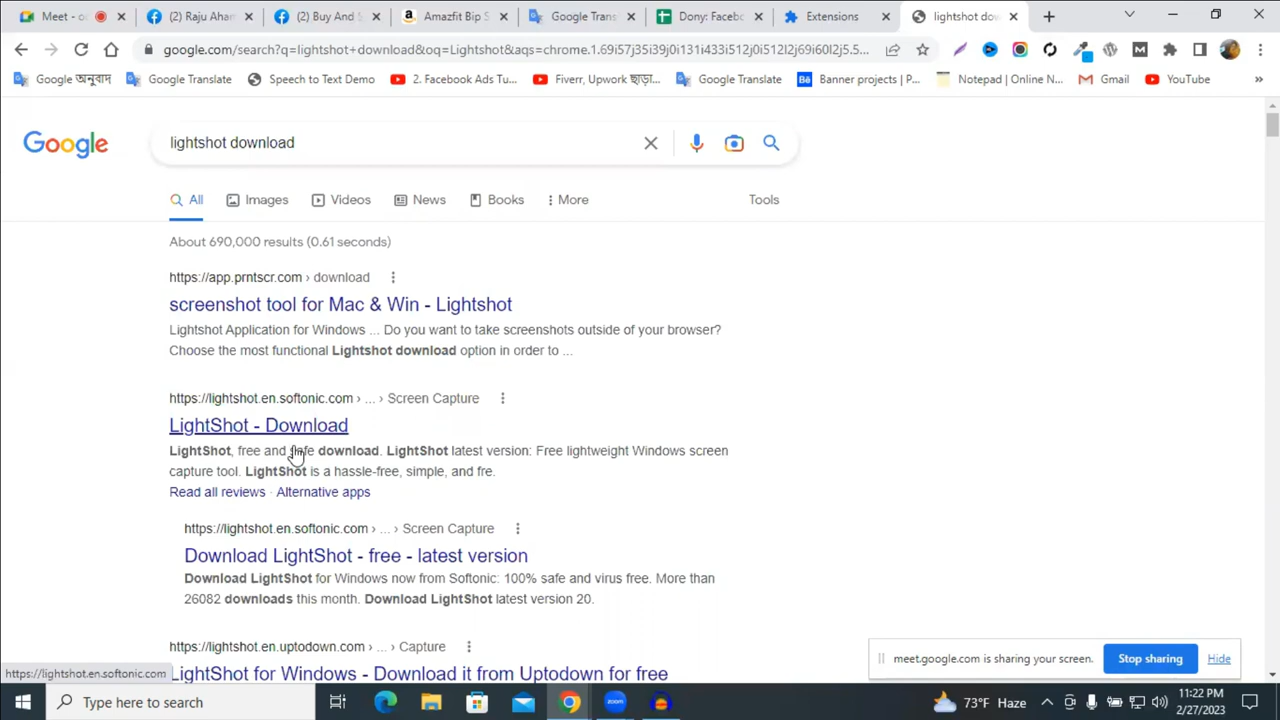 Meet - o
(2) Raju Aham
(2) Buy And S
Amazfit Bip S
Google Trans
Dony: Faceb
Extensions
lightshot dow
google.com/search?q=lightshot+download&oq=Lightshot&aqs=chrome.1.69i57j35i39j0i131i433i512j0i512l2j69i60l2j5.5...
Google অনুবাদ
Google Translate
Speech to Text Demo
2. Facebook Ads Tu...
Fiverr, Upwork ছাড়া...
Google Translate
Banner projects | P...
Notepad | Online N...
Gmail
YouTube
»
Google
lightshot download
All
Images
Videos
News
Books
More
Tools
About 690,000 results (0.61 seconds)
https://app.prntscr.com › download
screenshot tool for Mac & Win - Lightshot
Lightshot Application for Windows ... Do you want to take screenshots outside of your browser?
Choose the most functional Lightshot download option in order to ...
https://lightshot.en.softonic.com › ... › Screen Capture
LightShot - Download
LightShot, free and safe download. LightShot latest version: Free lightweight Windows screen
capture tool. LightShot is a hassle-free, simple, and fre.
Read all reviews · Alternative apps
https://lightshot.en.softonic.com › ... › Screen Capture
Download LightShot - free - latest version
Download LightShot for Windows now from Softonic: 100% safe and virus free. More than
26082 downloads this month. Download LightShot latest version 20.
https://lightshot.en.uptodown.com › ... › Capture
LightShot for Windows - Download it from Uptodown for free
meet.google.com is sharing your screen.
Stop sharing
Hide
https://lightshot.en.softonic.com
Type here to search
zoom
73°F Haze
11:22 PM
2/27/2023